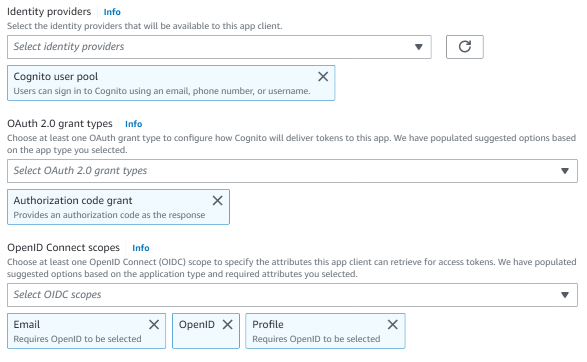 Identity providers Info
Select the identity providers that will be available to this app client.
Select identity providers
Cognito user pool
Users can sign in to Cognito using an email, phone number, or username.
OAuth 2.0 grant types Info
Choose at least one OAuth grant type to configure how Cognito will deliver tokens to this app. We have populated suggested options based
on the app type you selected.
Select OAuth 2.0 grant types
Authorization code grant
Provides an authorization code as the response
OpenID Connect scopes Info
Choose at least one OpenID Connect (OIDC) scope to specify the attributes this app client can retrieve for access tokens. We have populated
suggested options based on the application type and required attributes you selected.
Select OIDC scopes
Email OpenID Profile
Requires OpenID to be selected Requires OpenID to be selected